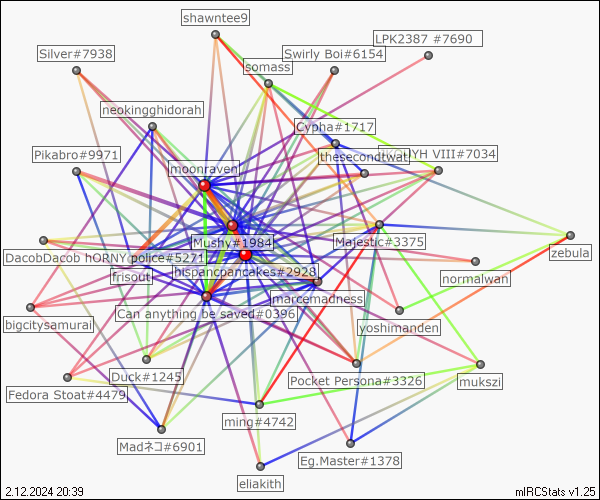 shawntee9
LPK2387 #7690
Silver#7938
Swirly Boi#6154
somass
neokingghidorah
Cypha#1717
Pikabro#9971
thesecondtwat
VIII#7034
moonraven
Mushy#1984
Majestic#3375
zebula
DacobDacob hORNY police#5271
frisout
hispancpancakes#2928
normalwan
marcemadness
bigcitysamurai
Can anything be saved#0396
yoshimanden
Duck#1245
Pocket Persona#3326
mukszi
Fedora Stoat#4479
ming#4742
Madネコ#6901
Eg.Master#1378
eliakith
2.12.2024 20:39
mIRCStats v1.25